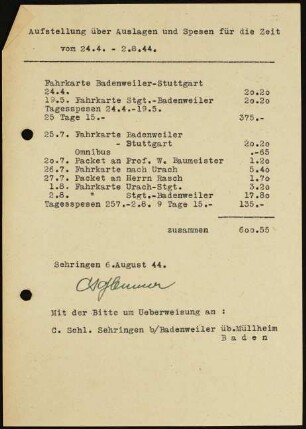 Aufstellung über Auslagen und Spesen für die Zeit
vom 24.4. - 2.8.44.
Fahrkarte Badenweiler-Stuttgart
24.4. 20.20
19.5. Fahrkarte Stgt.-Badenweiler 20.20
Tagesspesen 24.4.-19.5.
25 Tage 15.- 375.-
25.7. Fahrkarte Badenweiler
- Stuttgart 20.20
Omnibus -.65
20.7. Packet an Prof. W. Baumeister 1.20
26.7. Fahrkarte nach Urach 5.40
27.7. Packet an Herrn Rasch 1.70
1.8. Fahrkarte Urach-Stgt. 3.20
2.8. " Stgt.-Badenweiler 17.80
Tagesspesen 257.-2.8. 9 Tage 15.- 135.-
zusammen 600.55
Sehringen 6.August 44.
Mit der Bitte um Ueberweisung an :
C. Schl. Sehringen b/Badenweiler üb.Müllheim
Baden